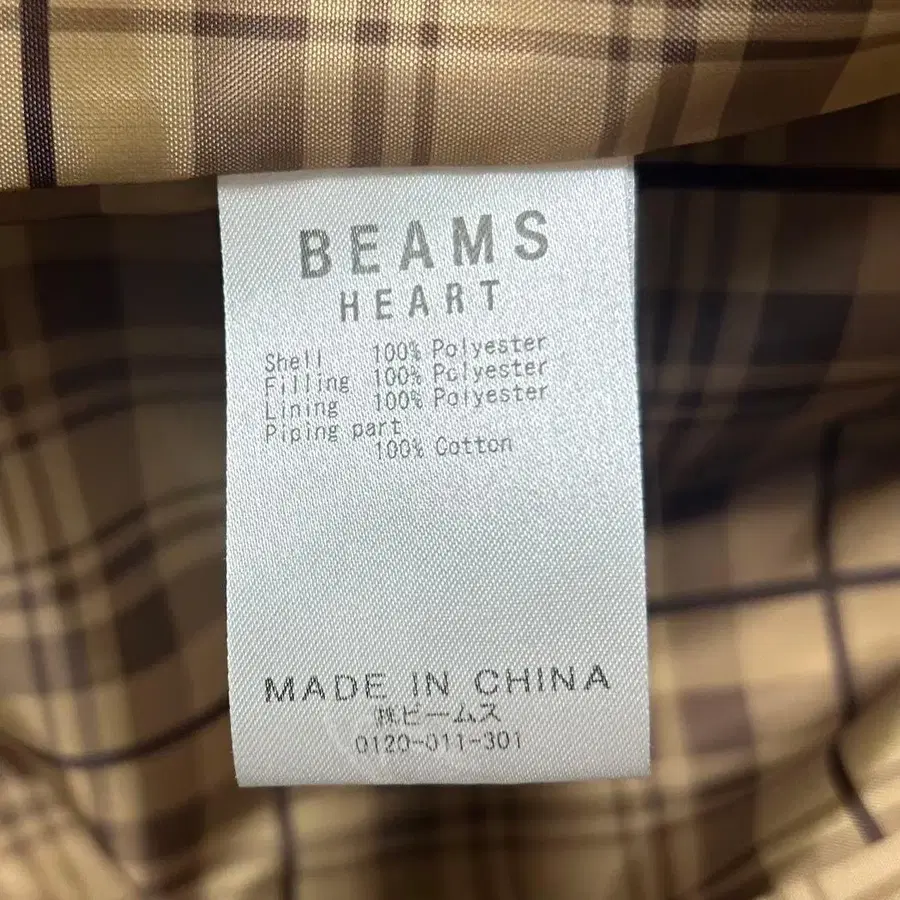 BEAMS
HEART
Shell 100% Polyester
Filling 100% Polyester
Lining 100% Polyester
Piping part
100% Cotton
MADE IN CHINA
㈱ビームス
0120-011-301